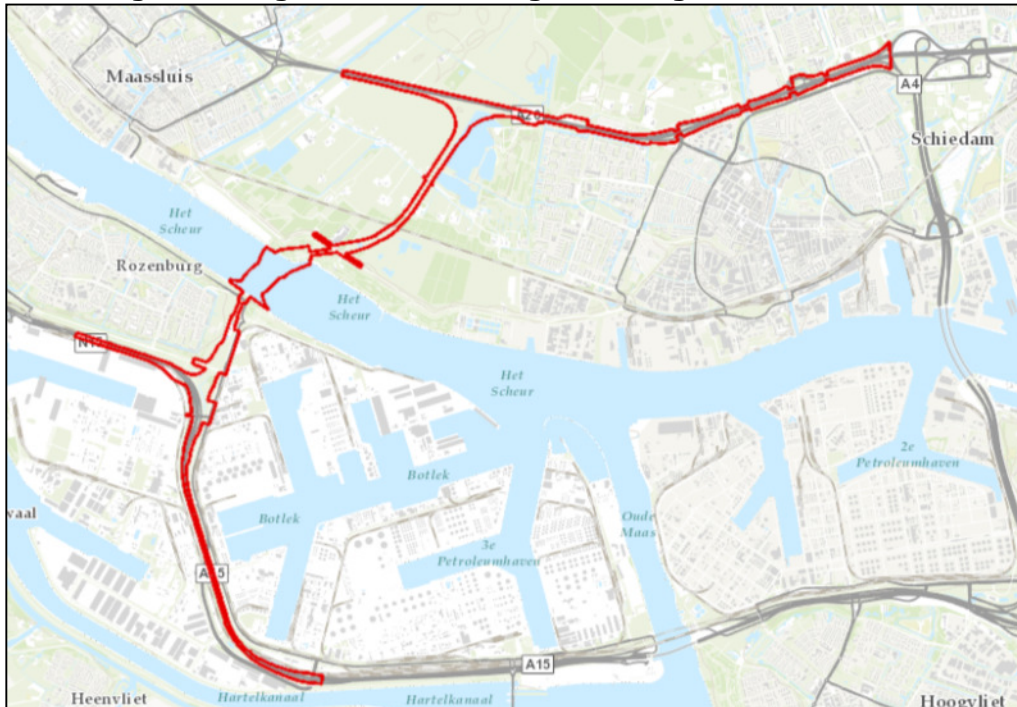 Maassluis
A20
A4
Schiedam
Het
Scheur
Rozenburg
Het
Scheur
N15
Het
Scheur
2e
Petroleumhaven
Botlek
Botlek
Oude
Maas
3e
Petroleumhaven
waal
A15
A15
Heenvliet
Hartelkanaal
Hartelkanaal
Hoogvliet